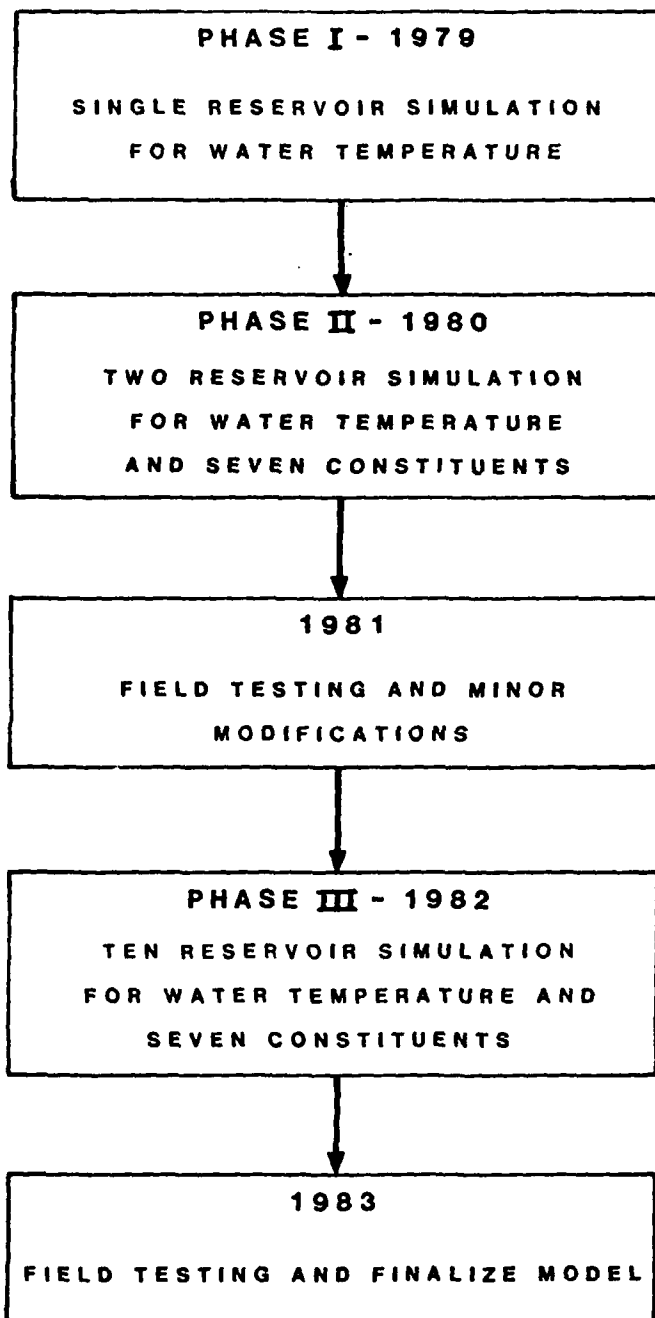 PHASE I - 1979
SINGLE RESERVOIR SIMULATION
FOR WATER TEMPERATURE
PHASE II - 1980
TWO RESERVOIR SIMULATION
FOR WATER TEMPERATURE
AND SEVEN CONSTITUENTS
1981
FIELD TESTING AND MINOR
MODIFICATIONS
PHASE III - 1982
TEN RESERVOIR SIMULATION
FOR WATER TEMPERATURE AND
SEVEN CONSTITUENTS
1983
FIELD TESTING AND FINALIZE MODEL